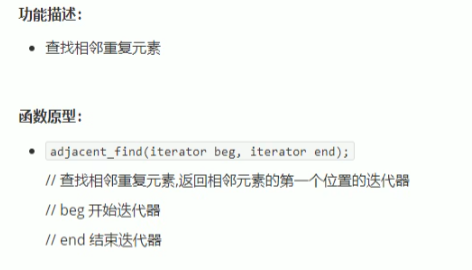 功能描述：
• 查找相邻重复元素
函数原型：
• adjacent_find(iterator beg, iterator end);
// 查找相邻重复元素,返回相邻元素的第一个位置的迭代器
// beg 开始迭代器
// end 结束迭代器